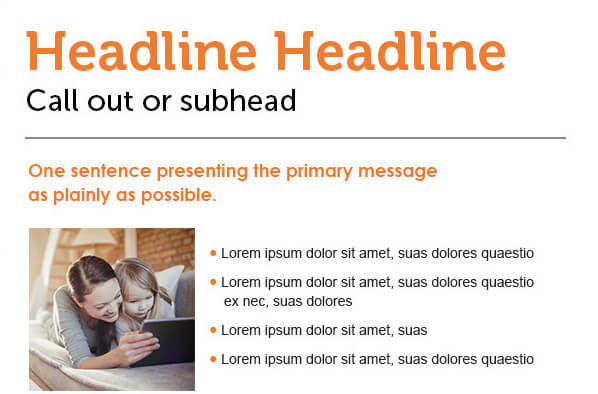 Headline Headline
Call out or subhead
One sentence presenting the primary message
as plainly as possible.
• Lorem ipsum dolor sit amet, suas dolores quaestio
• Lorem ipsum dolor sit amet, suas dolores quaestio
ex nec, suas dolores
• Lorem ipsum dolor sit amet, suas
• Lorem ipsum dolor sit amet, suas dolores quaestio